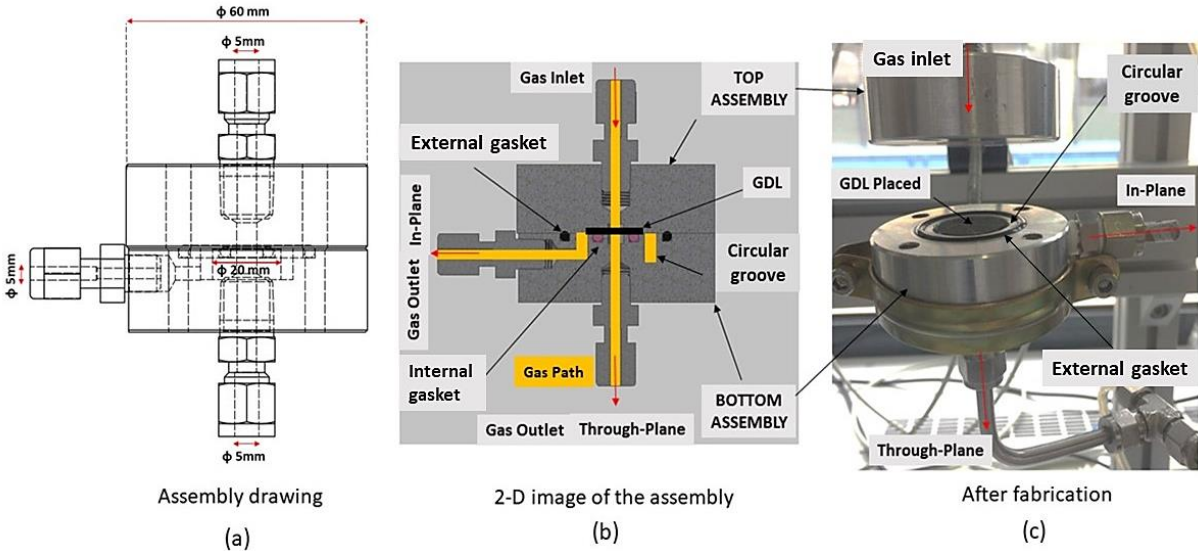 ϕ 60 mm
ϕ 5mm
ϕ 5mm
ϕ 20 mm
ϕ 5mm
Assembly drawing
(a)
Gas Inlet
TOP
ASSEMBLY
External gasket
GDL
Gas Outlet In-Plane
Circular
groove
Internal
gasket
Gas Path
BOTTOM
ASSEMBLY
Gas Outlet Through-Plane
2-D image of the assembly
(b)
Gas inlet
Circular
groove
GDL Placed
In-Plane
External gasket
Through-Plane
After fabrication
(c)